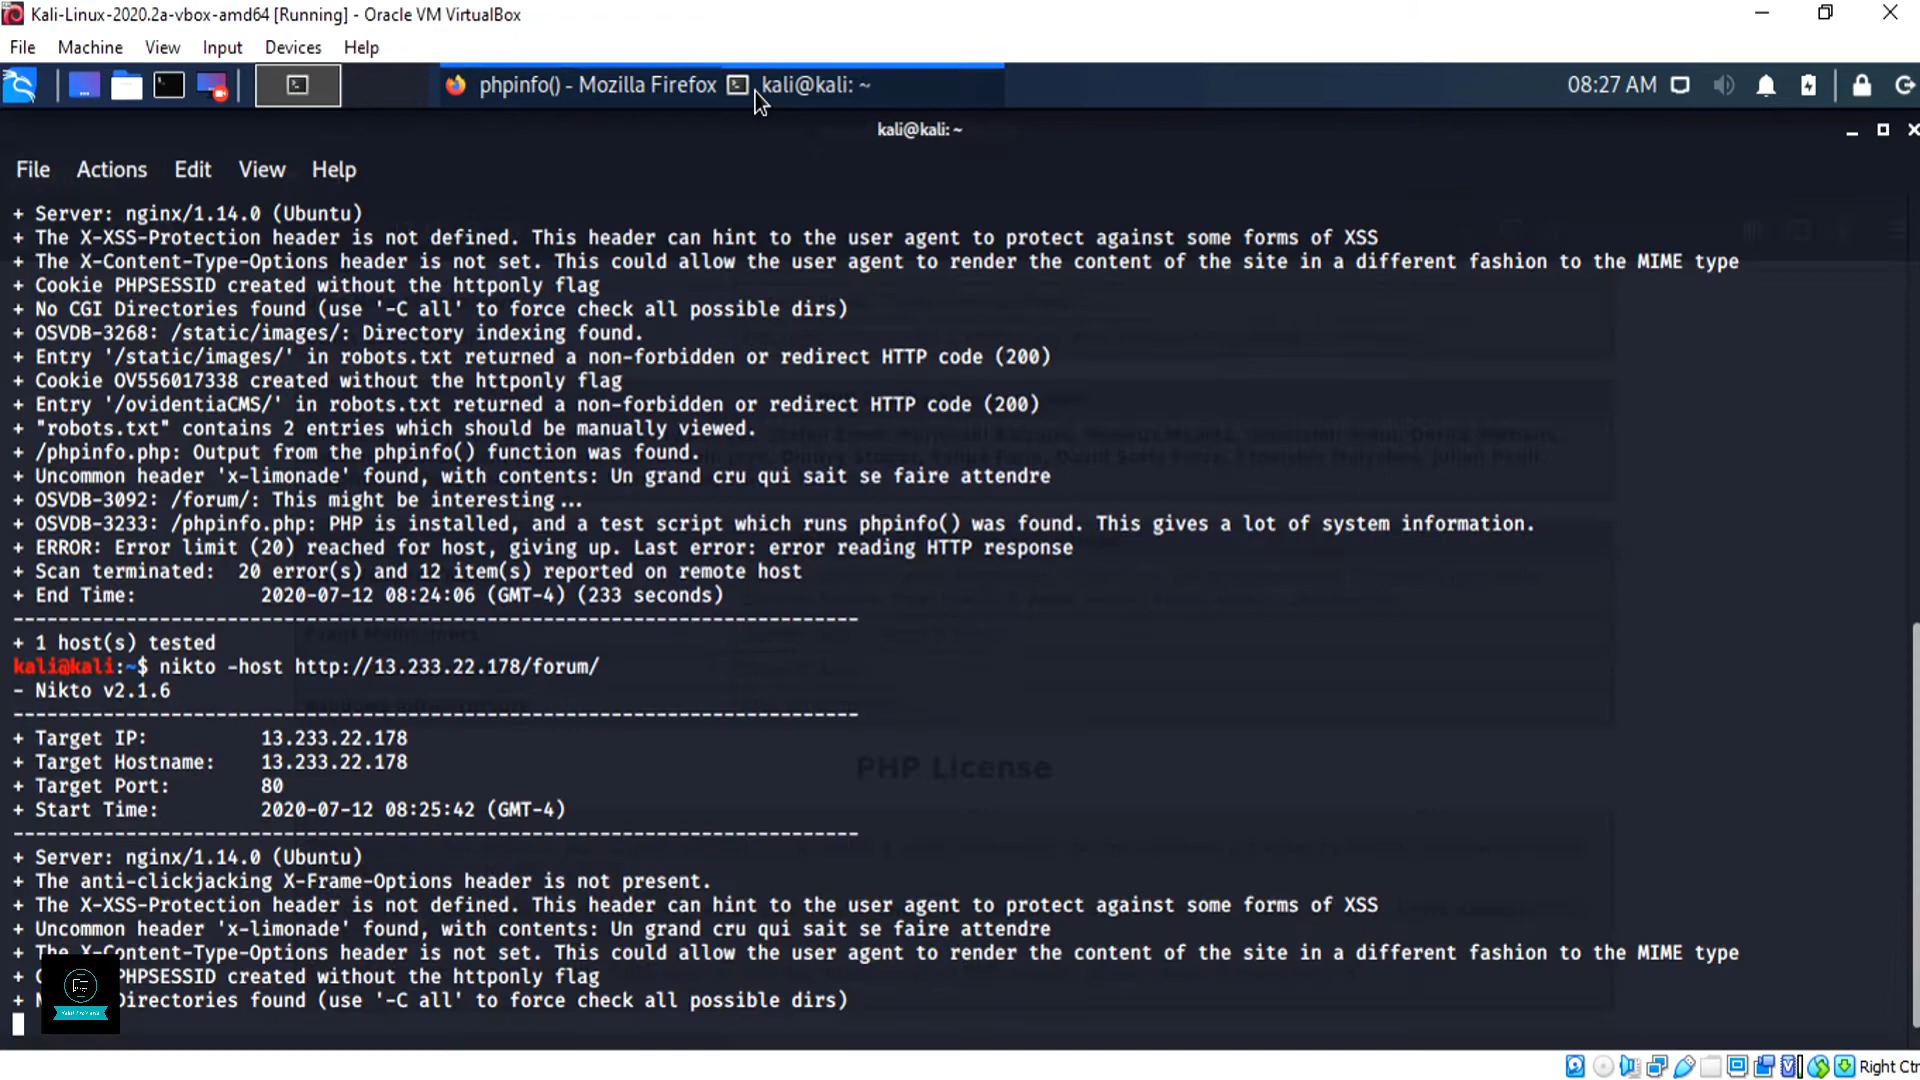 Kali-Linux-2020.2a-vbox-amd64 [Running] - Oracle VM VirtualBox
File Machine View Input Devices Help
phpinfo() - Mozilla Firefox kali@kali: ~ 08:27 AM
kali@kali: ~
File Actions Edit View Help
+ Server: nginx/1.14.0 (Ubuntu)
+ The X-XSS-Protection header is not defined. This header can hint to the user agent to protect against some forms of XSS
+ The X-Content-Type-Options header is not set. This could allow the user agent to render the content of the site in a different fashion to the MIME type
+ Cookie PHPSESSID created without the httponly flag
+ No CGI Directories found (use '-C all' to force check all possible dirs)
+ OSVDB-3268: /static/images/: Directory indexing found.
+ Entry '/static/images/' in robots.txt returned a non-forbidden or redirect HTTP code (200)
+ Cookie OV556017338 created without the httponly flag
+ Entry '/ovidentiaCMS/' in robots.txt returned a non-forbidden or redirect HTTP code (200)
+ "robots.txt" contains 2 entries which should be manually viewed.
+ /phpinfo.php: Output from the phpinfo() function was found.
+ Uncommon header 'x-limonade' found, with contents: Un grand cru qui sait se faire attendre
+ OSVDB-3092: /forum/: This might be interesting...
+ OSVDB-3233: /phpinfo.php: PHP is installed, and a test script which runs phpinfo() was found. This gives a lot of system information.
+ ERROR: Error limit (20) reached for host, giving up. Last error: error reading HTTP response
+ Scan terminated:  20 error(s) and 12 item(s) reported on remote host
+ End Time:           2020-07-12 08:24:06 (GMT-4) (233 seconds)
---------------------------------------------------------------------------
+ 1 host(s) tested
kali@kali:~$ nikto -host http://13.233.22.178/forum/
- Nikto v2.1.6
---------------------------------------------------------------------------
+ Target IP:          13.233.22.178
+ Target Hostname:    13.233.22.178
+ Target Port:        80
+ Start Time:         2020-07-12 08:25:42 (GMT-4)
---------------------------------------------------------------------------
+ Server: nginx/1.14.0 (Ubuntu)
+ The anti-clickjacking X-Frame-Options header is not present.
+ The X-XSS-Protection header is not defined. This header can hint to the user agent to protect against some forms of XSS
+ Uncommon header 'x-limonade' found, with contents: Un grand cru qui sait se faire attendre
+ The X-Content-Type-Options header is not set. This could allow the user agent to render the content of the site in a different fashion to the MIME type
+ PHPSESSID created without the httponly flag
+ Directories found (use '-C all' to force check all possible dirs)
PHP License
Right Ctr